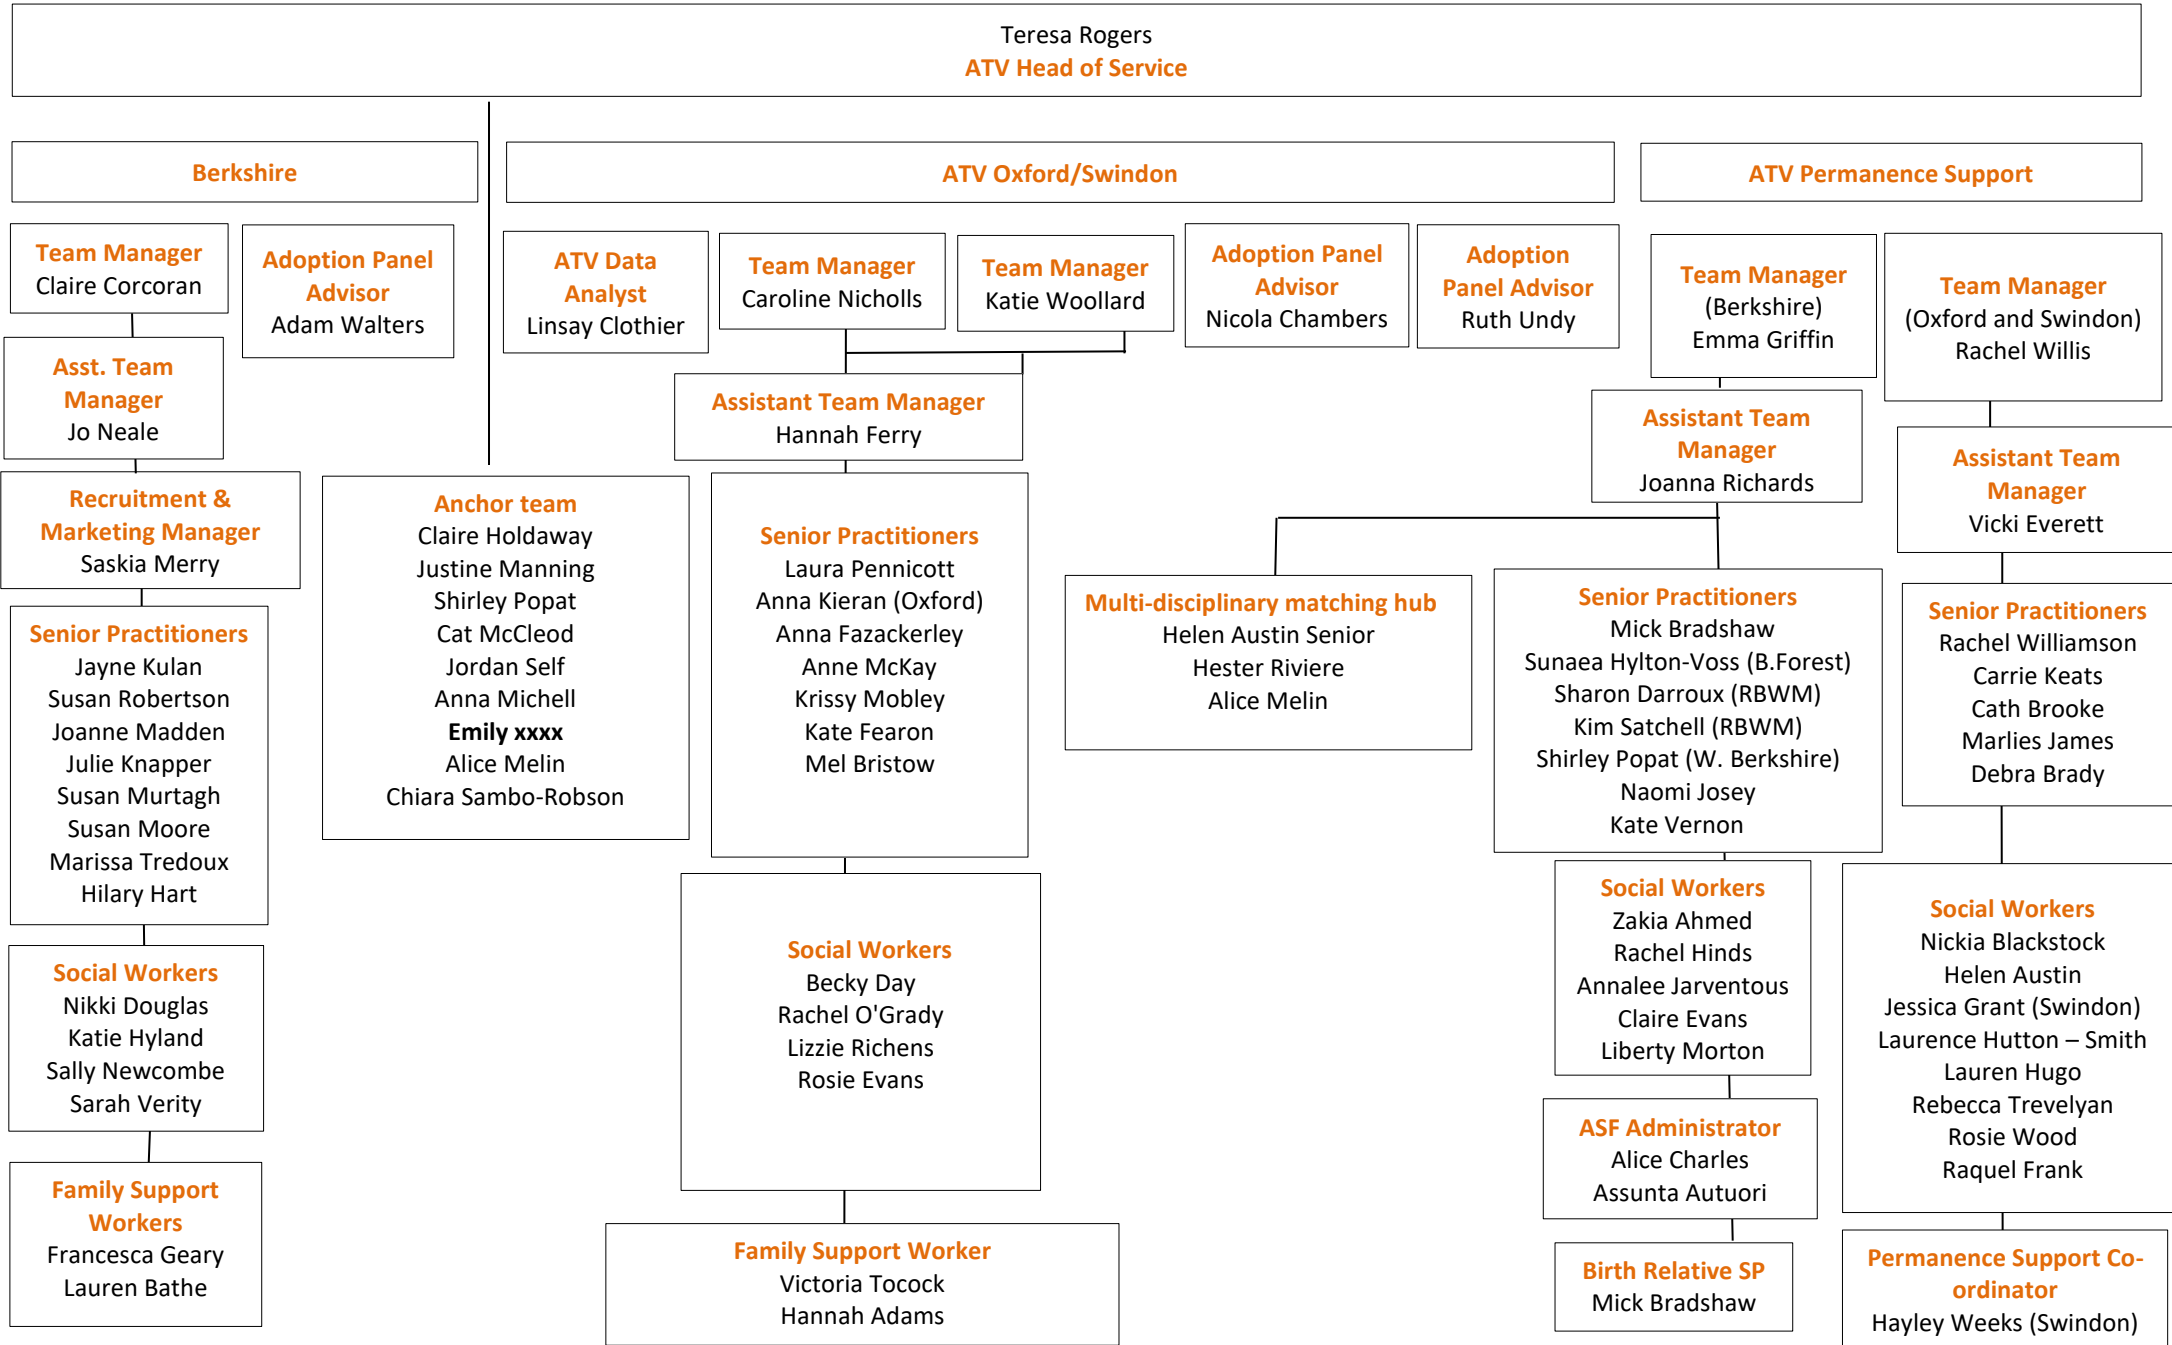 Teresa Rogers
ATV Head of Service
Berkshire
ATV Oxford/Swindon
ATV Permanence Support
Team Manager
Claire Corcoran
Adoption Panel
Advisor
Adam Walters
Asst. Team
Manager
Jo Neale
Recruitment &
Marketing Manager
Saskia Merry
Senior Practitioners
Jayne Kulan
Susan Robertson
Joanne Madden
Julie Knapper
Susan Murtagh
Susan Moore
Marissa Tredoux
Hilary Hart
Social Workers
Nikki Douglas
Katie Hyland
Sally Newcombe
Sarah Verity
Family Support
Workers
Francesca Geary
Lauren Bathe
Anchor team
Claire Holdaway
Justine Manning
Shirley Popat
Cat McCleod
Jordan Self
Anna Michell
Emily xxxx
Alice Melin
Chiara Sambo-Robson
ATV Data
Analyst
Linsay Clothier
Team Manager
Caroline Nicholls
Team Manager
Katie Woollard
Adoption Panel
Advisor
Nicola Chambers
Adoption
Panel Advisor
Ruth Undy
Assistant Team Manager
Hannah Ferry
Senior Practitioners
Laura Pennicott
Anna Kieran (Oxford)
Anna Fazackerley
Anne McKay
Krissy Mobley
Kate Fearon
Mel Bristow
Social Workers
Becky Day
Rachel O'Grady
Lizzie Richens
Rosie Evans
Family Support Worker
Victoria Tocock
Hannah Adams
Team Manager
(Berkshire)
Emma Griffin
Assistant Team
Manager
Joanna Richards
Multi-disciplinary matching hub
Helen Austin Senior
Hester Riviere
Alice Melin
Senior Practitioners
Mick Bradshaw
Sunaea Hylton-Voss (B.Forest)
Sharon Darroux (RBWM)
Kim Satchell (RBWM)
Shirley Popat (W. Berkshire)
Naomi Josey
Kate Vernon
Social Workers
Zakia Ahmed
Rachel Hinds
Annalee Jarventous
Claire Evans
Liberty Morton
ASF Administrator
Alice Charles
Assunta Autuori
Birth Relative SP
Mick Bradshaw
Team Manager
(Oxford and Swindon)
Rachel Willis
Assistant Team
Manager
Vicki Everett
Senior Practitioners
Rachel Williamson
Carrie Keats
Cath Brooke
Marlies James
Debra Brady
Social Workers
Nickia Blackstock
Helen Austin
Jessica Grant (Swindon)
Laurence Hutton – Smith
Lauren Hugo
Rebecca Trevelyan
Rosie Wood
Raquel Frank
Permanence Support Co-
ordinator
Hayley Weeks (Swindon)